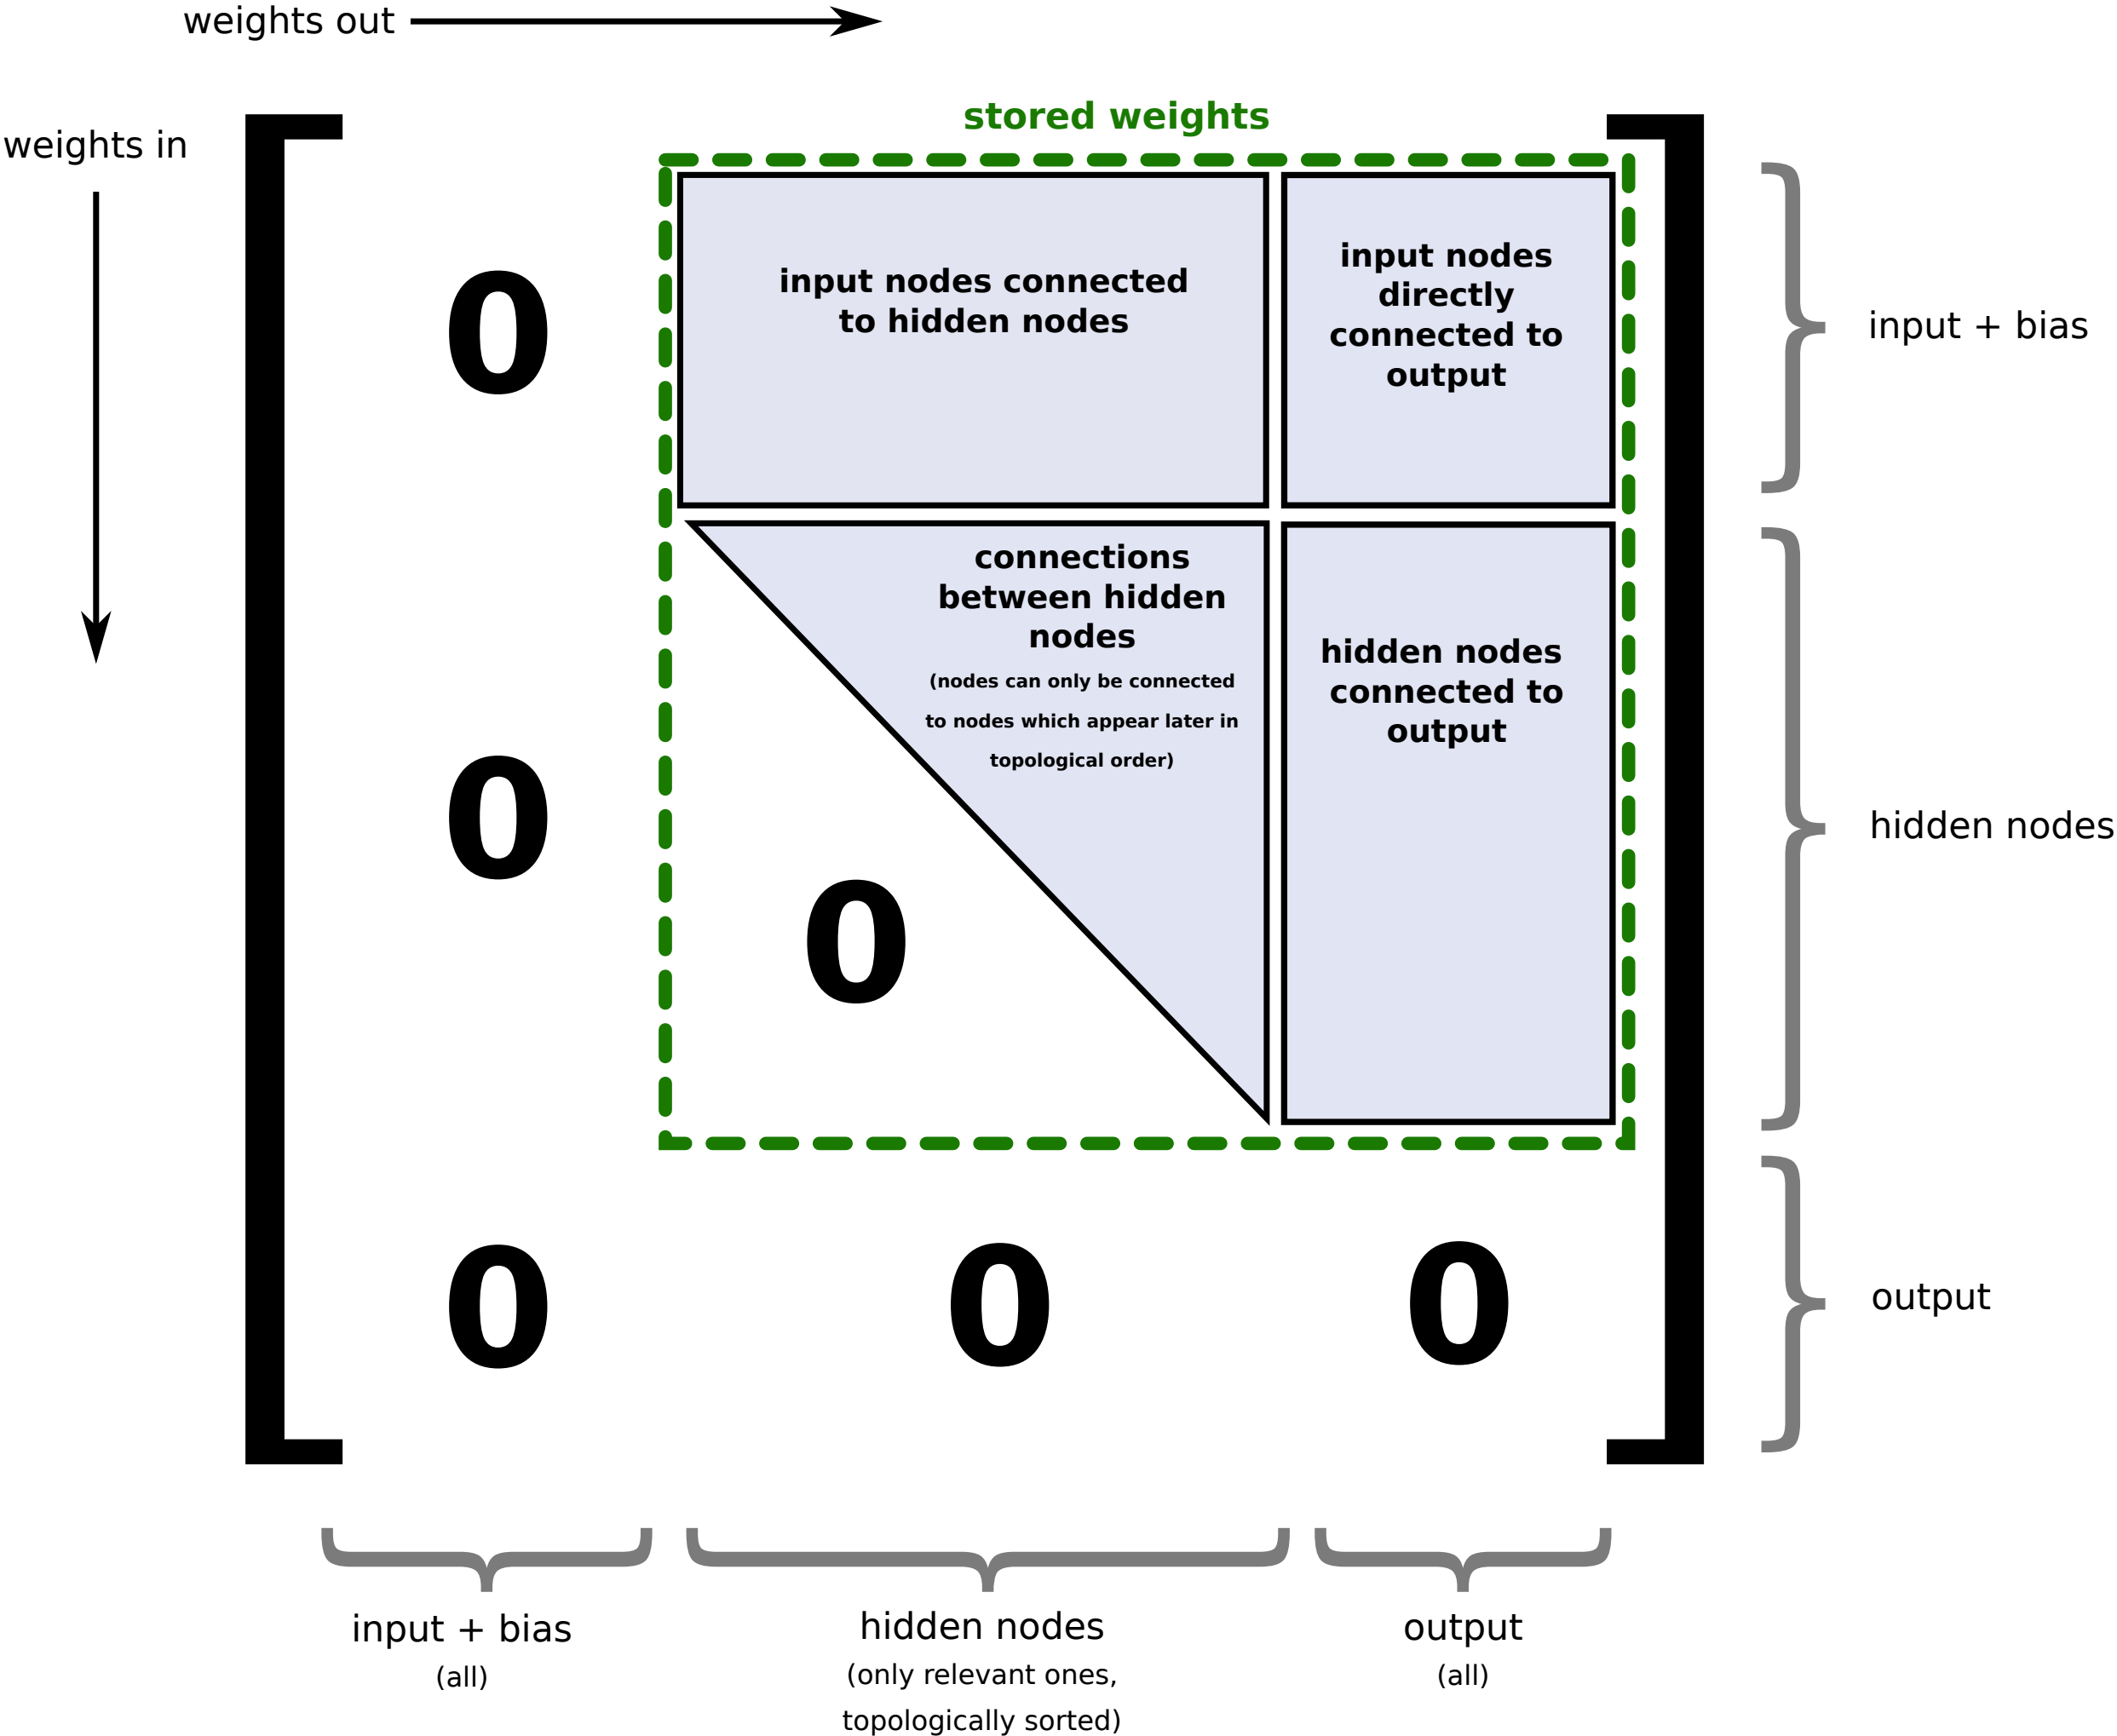 weights out
weights in
stored weights
input nodes connected
to hidden nodes
input nodes
directly
connected to
output
input + bias
0
connections
between hidden
nodes
(nodes can only be connected
to nodes which appear later in
topological order)
hidden nodes
connected to
output
hidden nodes
0
0
0
0
0
output
input + bias
(all)
hidden nodes
(only relevant ones,
topologically sorted)
output
(all)